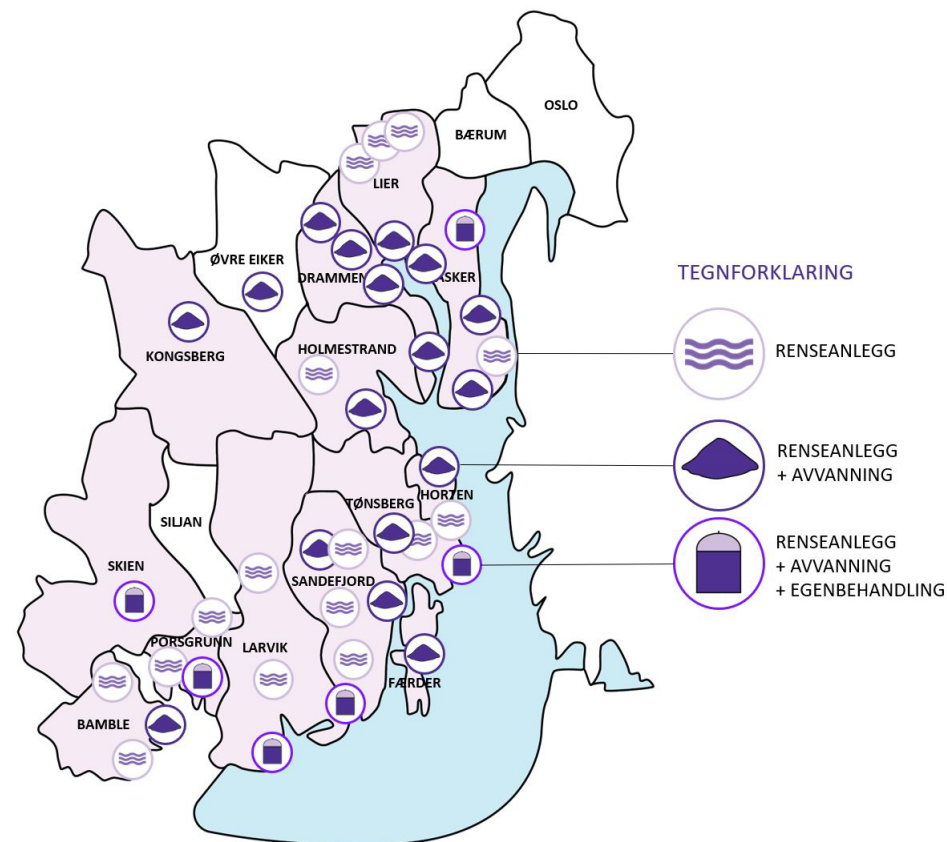 OSLO
BÆRUM
LIER
ØVRE EIKER
DRAMMEN
ASKER
TEGNFORKLARING
KONGSBERG
HOLMESTRAND
RENSEANLEGG
RENSEANLEGG
+ AVVANNING
HORTEN
TØNSBERG
SILJAN
RENSEANLEGG
+ AVVANNING
+ EGENBEHANDLING
SKIEN
SANDEFJORD
PORSGRUNN
LARVIK
FÆRDER
BAMBLE